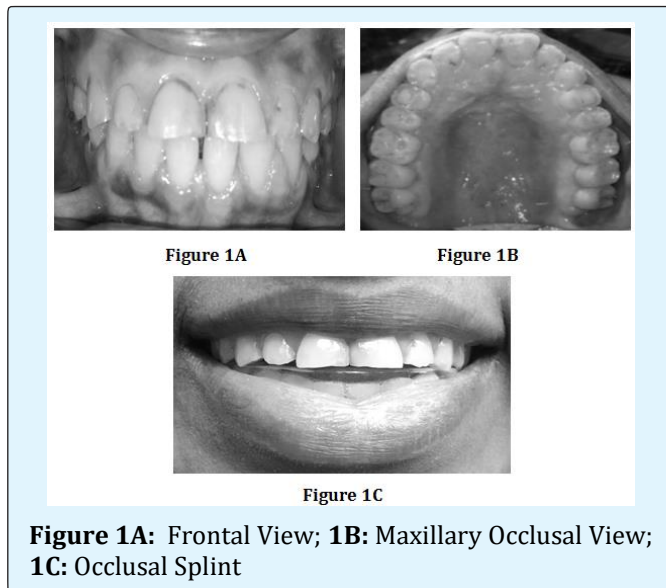 Figure 1A
Figure 1B
Figure 1C
Figure 1A: Frontal View; 1B: Maxillary Occlusal View;
1C: Occlusal Splint